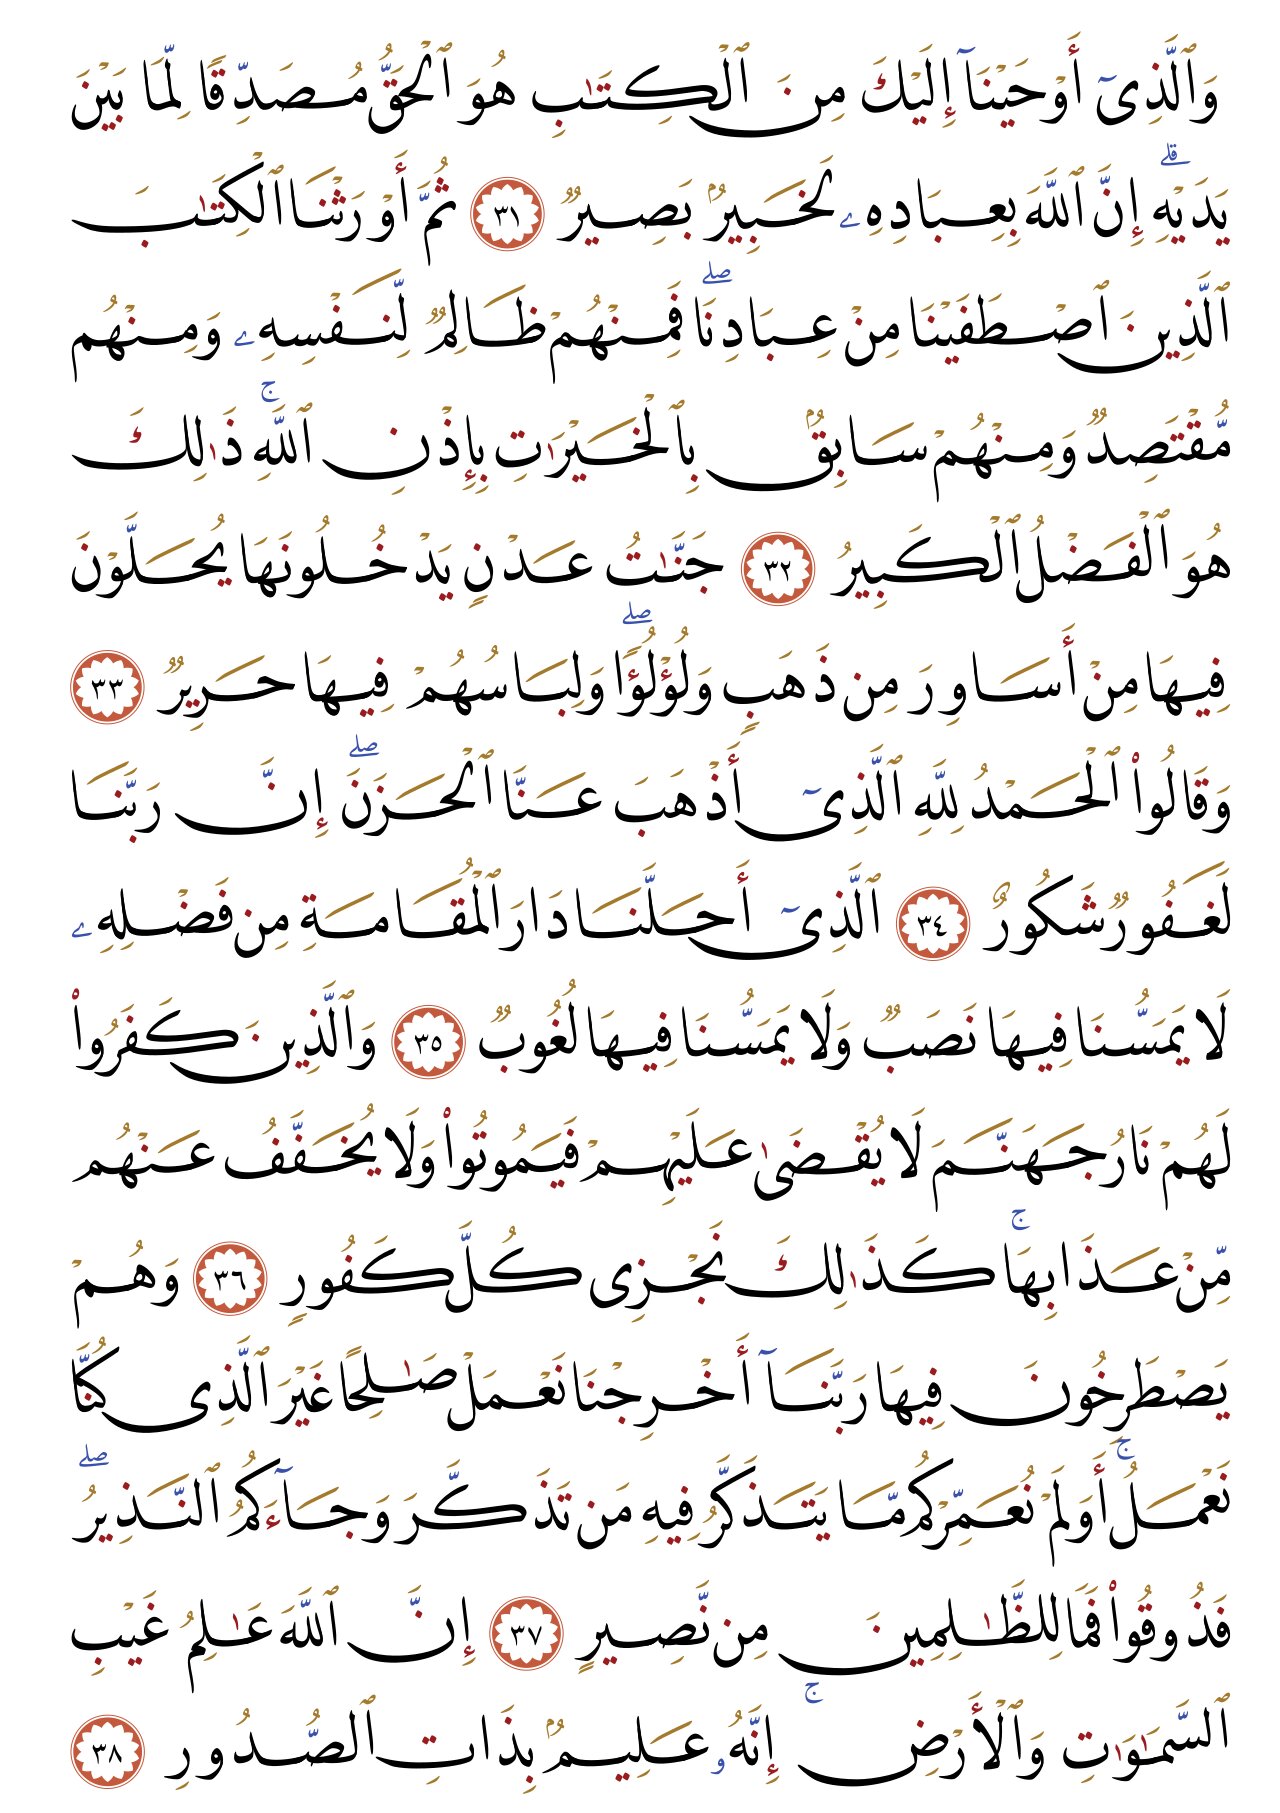 وَٱلَّذِىٓ أَوْحَيْنَآ إِلَيْكَ مِنَ ٱلْكِتَـٰبِ هُوَ ٱلْحَقُّ مُصَدِّقًا لِّمَا بَيْنَ
يَدَيْهِ ۗ إِنَّ ٱللَّهَ بِعِبَادِهِۦ لَخَبِيرٌۢ بَصِيرٌ ٣١ ثُمَّ أَوْرَثْنَا ٱلْكِتَـٰبَ
ٱلَّذِينَ ٱصْطَفَيْنَا مِنْ عِبَادِنَا ۖ فَمِنْهُمْ ظَالِمٌ لِّنَفْسِهِۦ وَمِنْهُم
مُّقْتَصِدٌ وَمِنْهُمْ سَابِقٌۢ بِٱلْخَيْرَٰتِ بِإِذْنِ ٱللَّهِ ۚ ذَٰلِكَ
هُوَ ٱلْفَضْلُ ٱلْكَبِيرُ ٣٢ جَنَّـٰتُ عَدْنٍ يَدْخُلُونَهَا يُحَلَّوْنَ
فِيهَا مِنْ أَسَاوِرَ مِن ذَهَبٍ وَلُؤْلُؤًا ۖ وَلِبَاسُهُمْ فِيهَا حَرِيرٌ ٣٣
وَقَالُوا۟ ٱلْحَمْدُ لِلَّهِ ٱلَّذِىٓ أَذْهَبَ عَنَّا ٱلْحَزَنَ ۖ إِنَّ رَبَّنَا
لَغَفُورٌ شَكُورٌ ٣٤ ٱلَّذِىٓ أَحَلَّنَا دَارَ ٱلْمُقَامَةِ مِن فَضْلِهِۦ
لَا يَمَسُّنَا فِيهَا نَصَبٌ وَلَا يَمَسُّنَا فِيهَا لُغُوبٌ ٣٥ وَٱلَّذِينَ كَفَرُوا۟
لَهُمْ نَارُ جَهَنَّمَ لَا يُقْضَىٰ عَلَيْهِمْ فَيَمُوتُوا۟ وَلَا يُخَفَّفُ عَنْهُم
مِّنْ عَذَابِهَا ۚ كَذَٰلِكَ نَجْزِى كُلَّ كَفُورٍ ٣٦ وَهُمْ
يَصْطَرِخُونَ فِيهَا رَبَّنَآ أَخْرِجْنَا نَعْمَلْ صَـٰلِحًا غَيْرَ ٱلَّذِى كُنَّا
نَعْمَلُ ۚ أَوَلَمْ نُعَمِّرْكُم مَّا يَتَذَكَّرُ فِيهِ مَن تَذَكَّرَ وَجَآءَكُمُ ٱلنَّذِيرُ ۖ
فَذُوقُوا۟ فَمَا لِلظَّـٰلِمِينَ مِن نَّصِيرٍ ٣٧ إِنَّ ٱللَّهَ عَـٰلِمُ غَيْبِ
ٱلسَّمَـٰوَٰتِ وَٱلْأَرْضِ ۚ إِنَّهُۥ عَلِيمٌۢ بِذَاتِ ٱلصُّدُورِ ٣٨